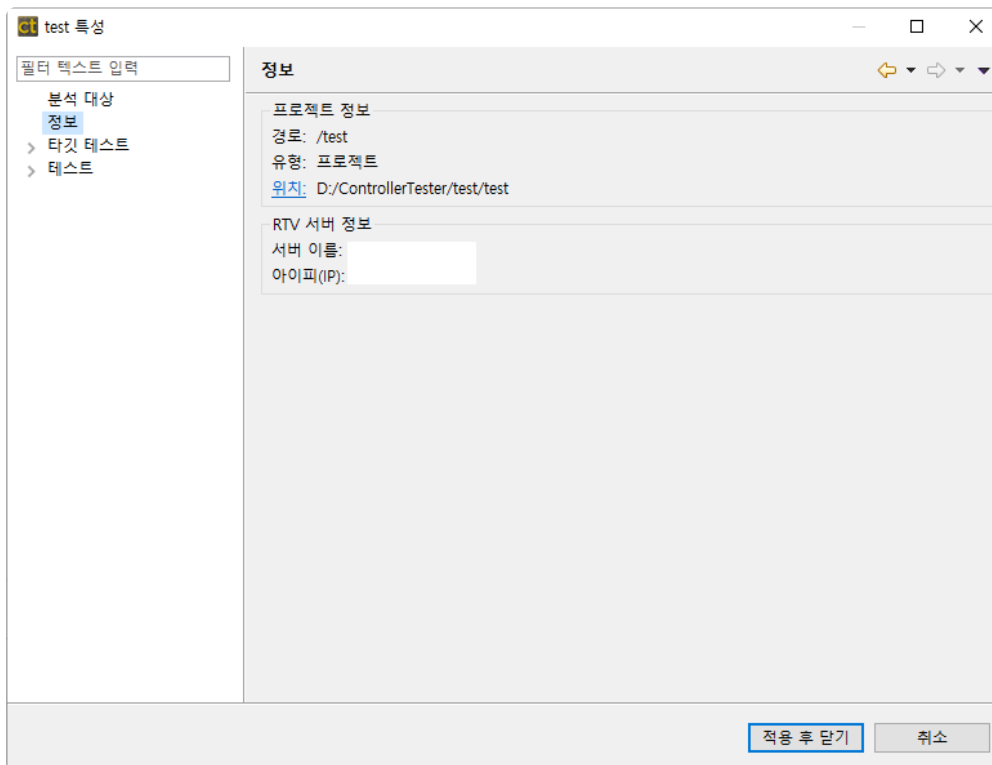 ct test 특성
필터 텍스트 입력
분석 대상
정보
타깃 테스트
테스트
정보
프로젝트 정보
경로: /test
유형: 프로젝트
위치: D:/ControllerTester/test/test
RTV 서버 정보
서버 이름:
아이피(IP):
적용 후 닫기
취소